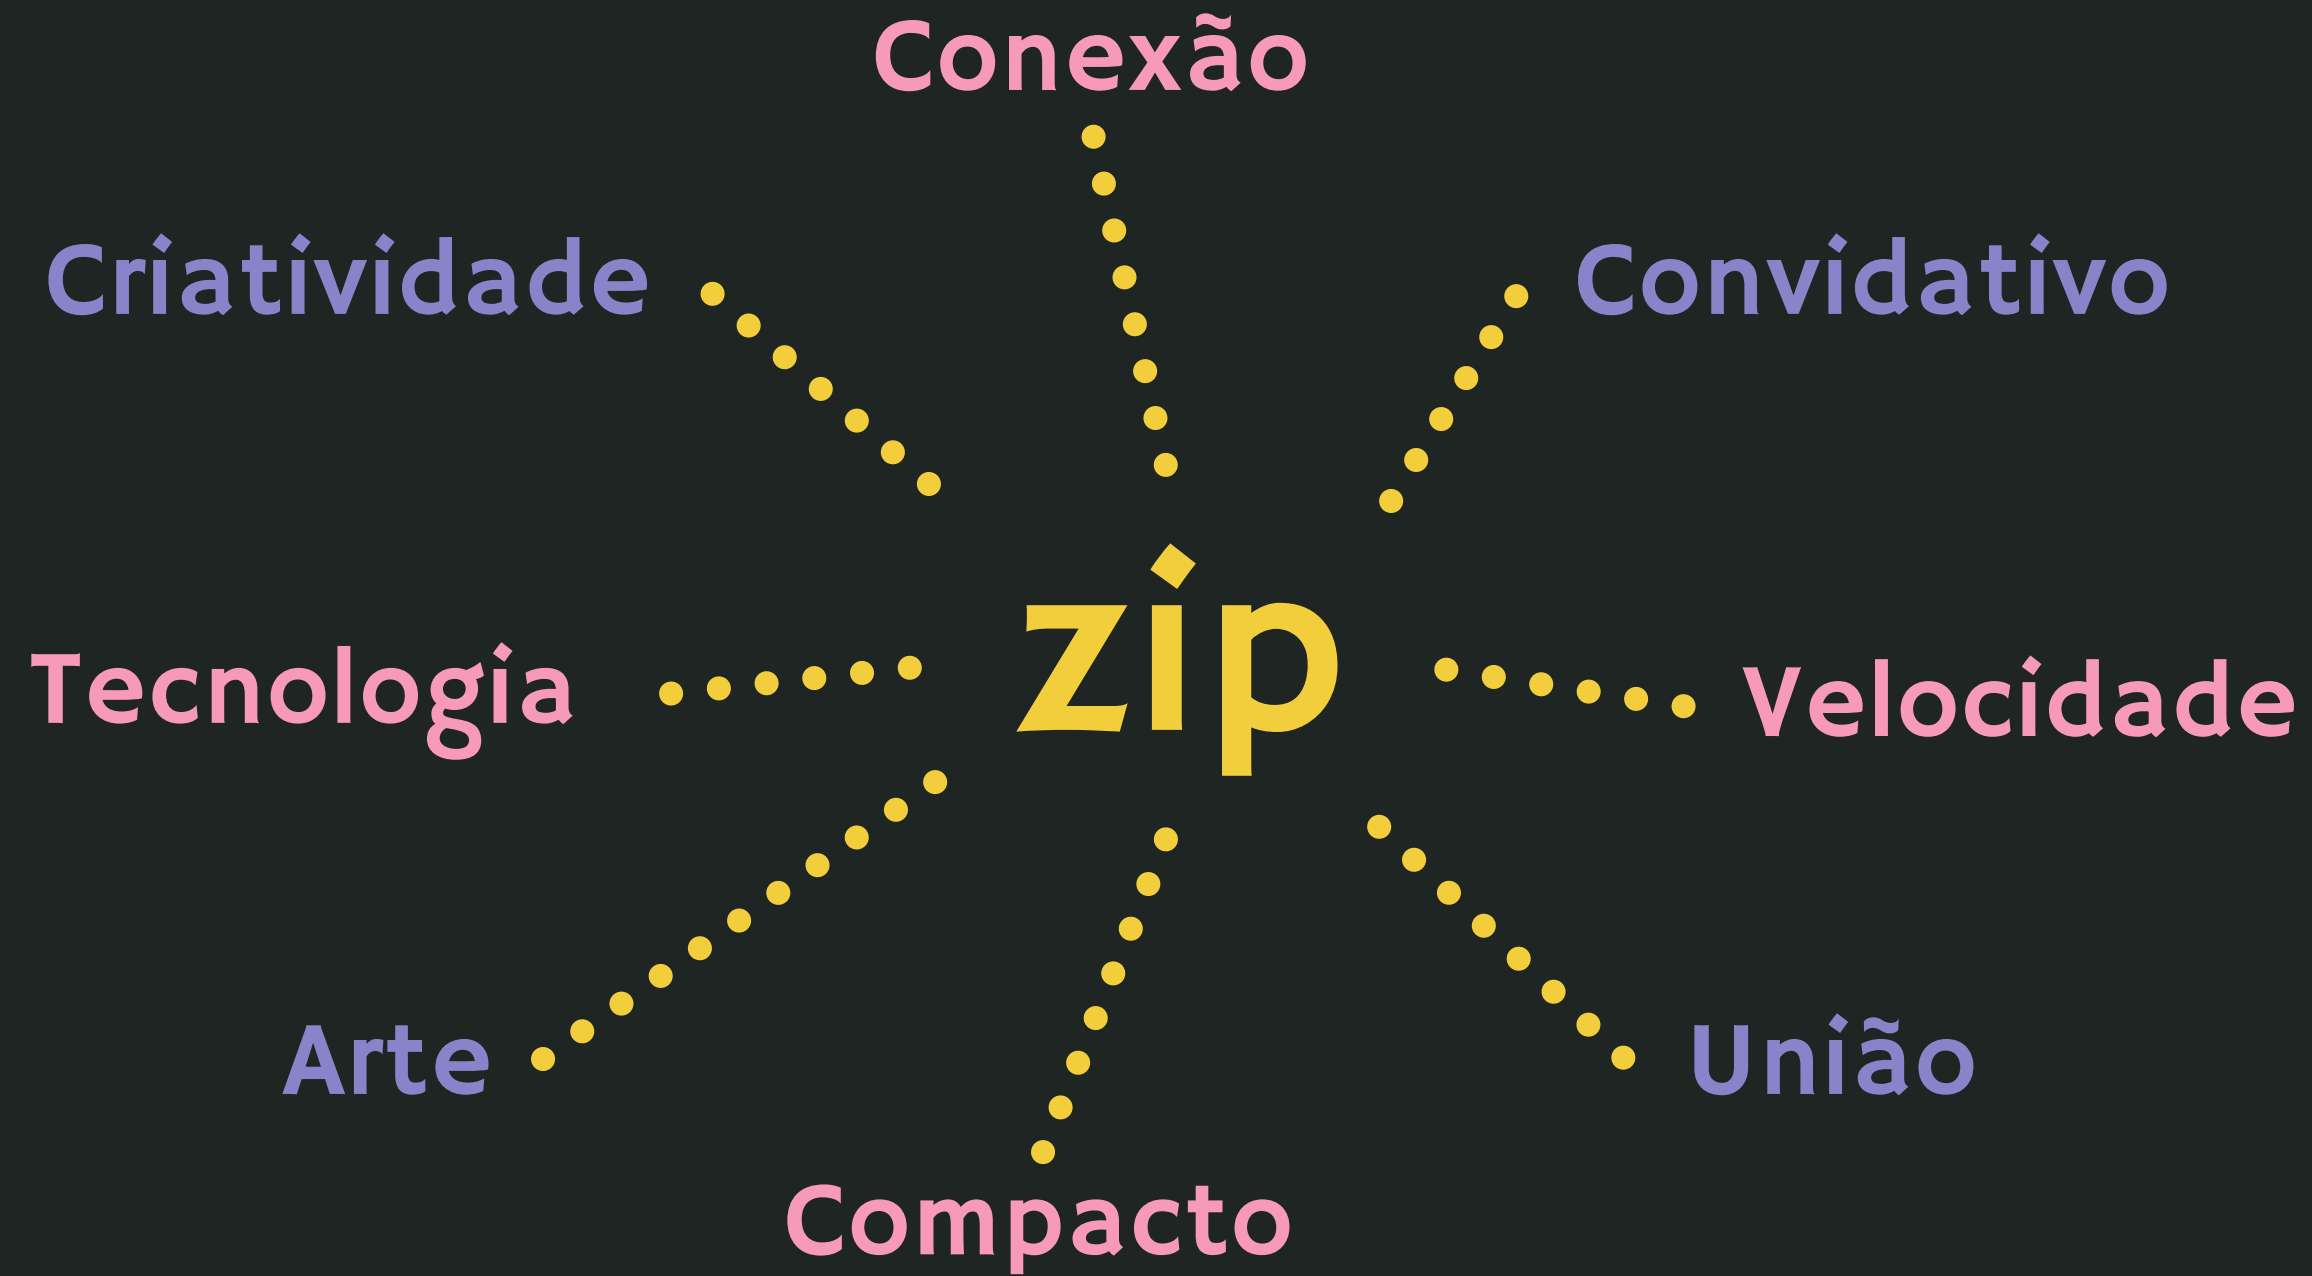 Conexão
Criatividade
Convidativo
zip
Tecnologia
Velocidade
Arte
União
Compacto